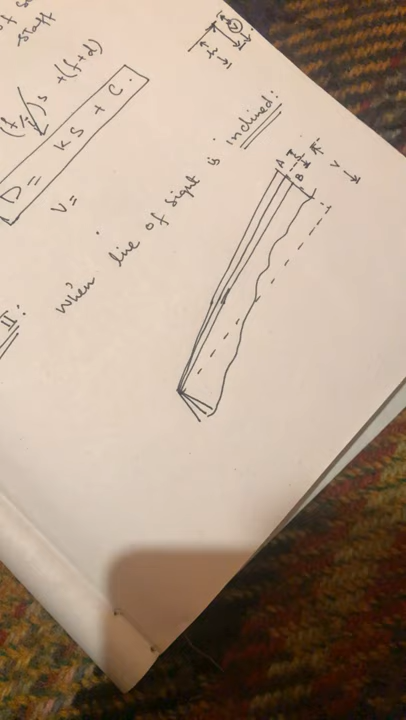 staff
(f/i)s + (f+d)
D = KS + C.
V =
II:
when line of sight is inclined:
A
B
V